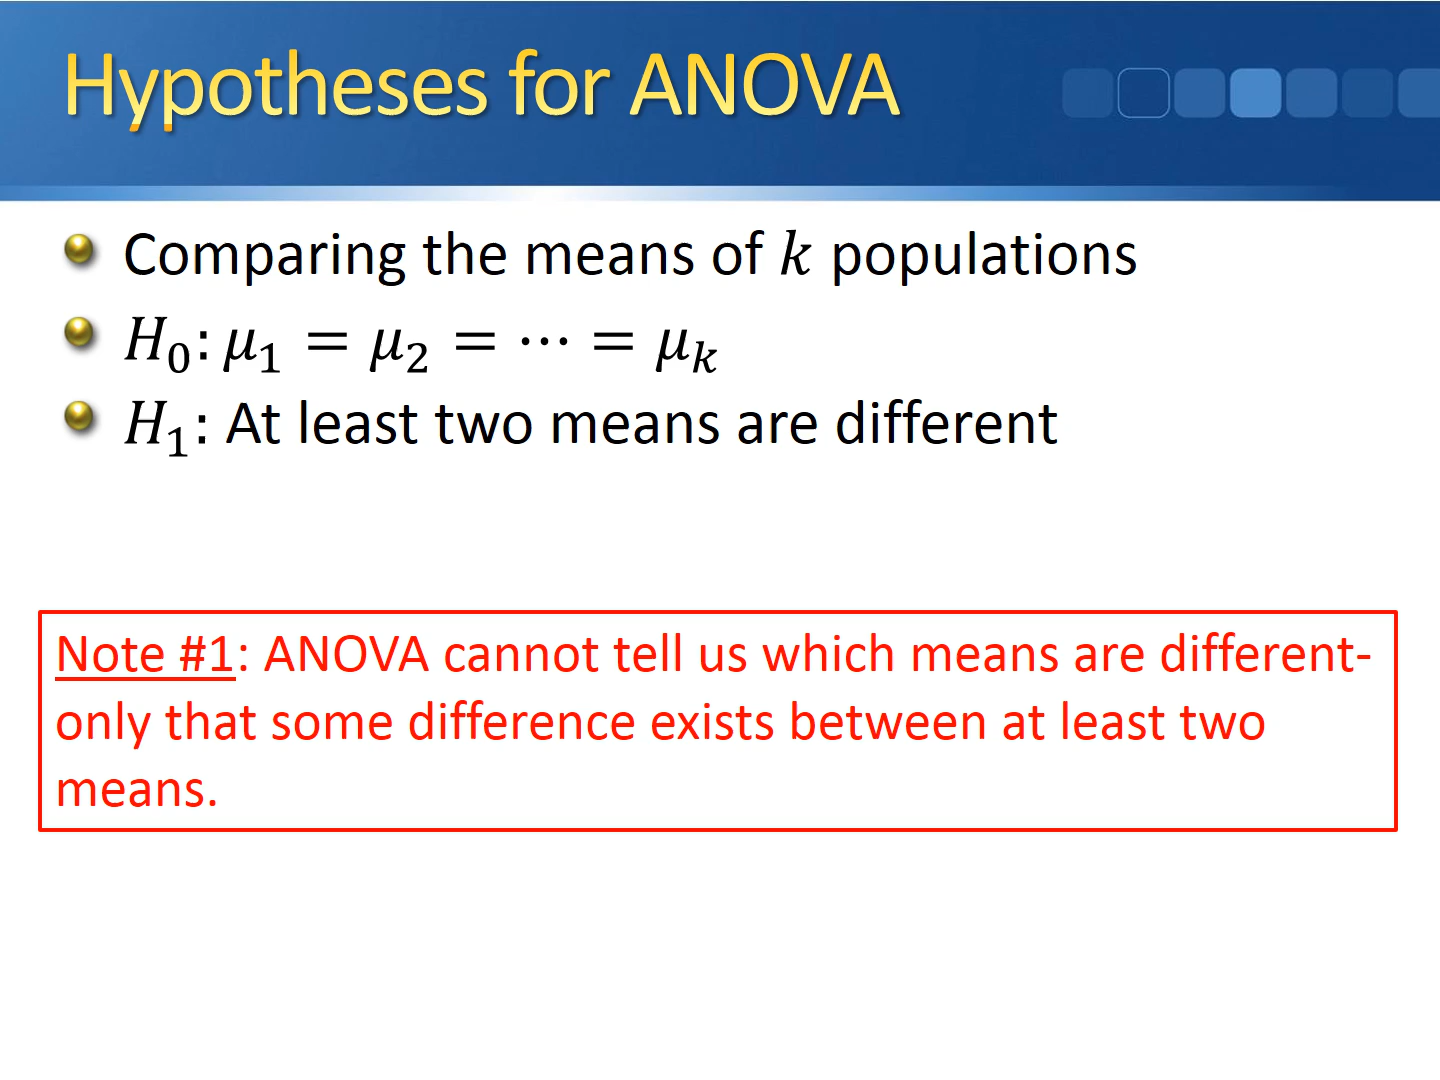 Hypotheses for ANOVA
Comparing the means of k populations
H₀: μ₁ = μ₂ = ⋯ = μₖ
H₁: At least two means are different
Note #1: ANOVA cannot tell us which means are different-
only that some difference exists between at least two
means.